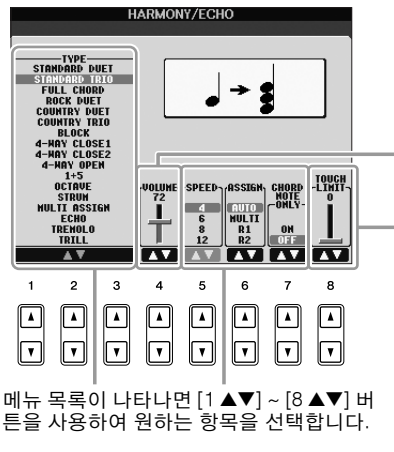 HARMONY/ECHO
TYPE
STANDARD DUET
STANDARD TRIO
FULL CHORD
ROCK DUET
COUNTRY DUET
COUNTRY TRIO
BLOCK
4-WAY CLOSE1
4-WAY CLOSE2
4-WAY OPEN
1+5
OCTAVE
STRUM
MULTI ASSIGN
ECHO
TREMOLO
TRILL
▲▼
VOLUME
72
▲▼
SPEED
4
6
8
12
▲▼
ASSIGN
AUTO
MULTI
R1
R2
▲▼
CHORD
NOTE
ONLY
ON
OFF
▲▼
TOUCH
LIMIT
0
▲▼
1 2 3 4 5 6 7 8
메뉴 목록이 나타나면 [1 ▲▼] ~ [8 ▲▼] 버
튼을 사용하여 원하는 항목을 선택합니다.